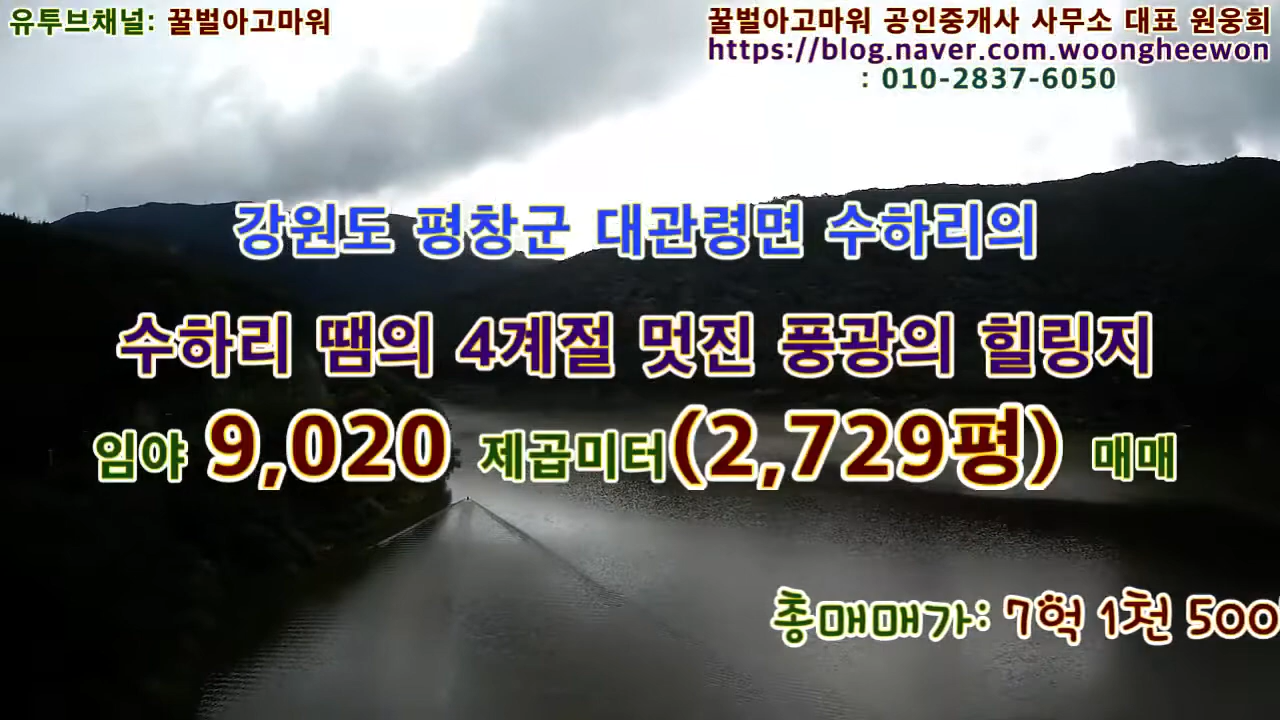 유투브채널: 꿀벌아고마워
꿀벌아고마워 공인중개사 사무소 대표 원웅희
https://blog.naver.com.woongheewon
: 010-2837-6050
강원도 평창군 대관령면 수하리의
수하리 땜의 4계절 멋진 풍광의 힐링지
임야 9,020 제곱미터(2,729평) 매매
총매매가: 7억 1천 500